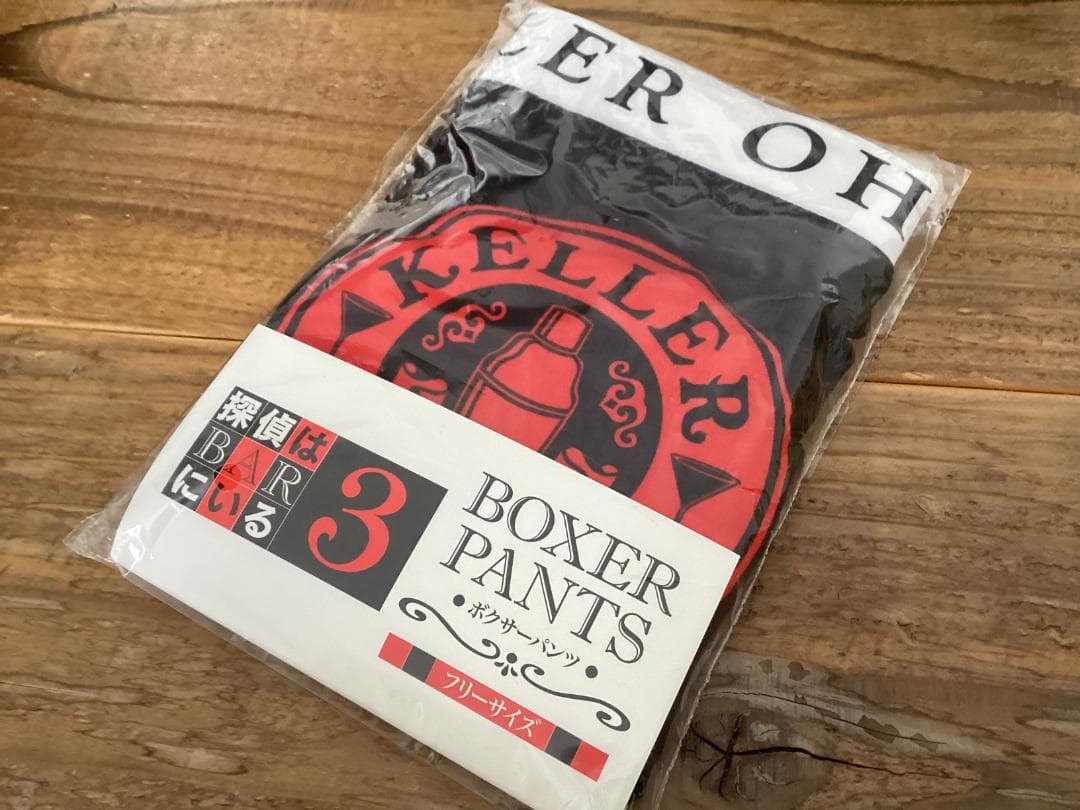 ER OH
KELLER
探偵は
BAR
にいる
3
BOXER
PANTS
・ボクサーパンツ・
フリーサイズ